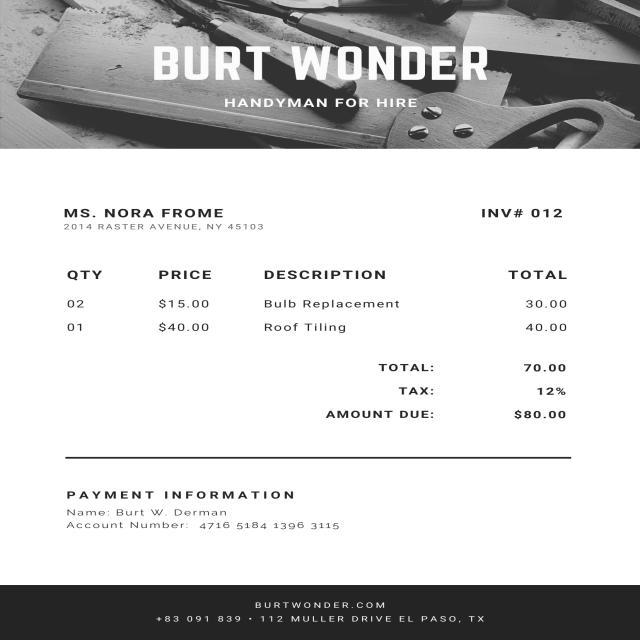 BURT WONDER
HANDYMAN FOR HIRE
MS. NORA FROME INV# 012
2014 RASTER AVENUE, NY 45103
QTY PRICE DESCRIPTION TOTAL
02 $15.00 Bulb Replacement 30.00
01 $40.00 Roof Tiling 40.00
TOTAL: 70.00
TAX: 12%
AMOUNT DUE: $80.00
PAYMENT INFORMATION
Name: Burt W. Derman
Account Number: 4716 5184 1396 3115
BURTWONDER.COM
+83 091 839 • 112 MULLER DRIVE EL PASO, TX